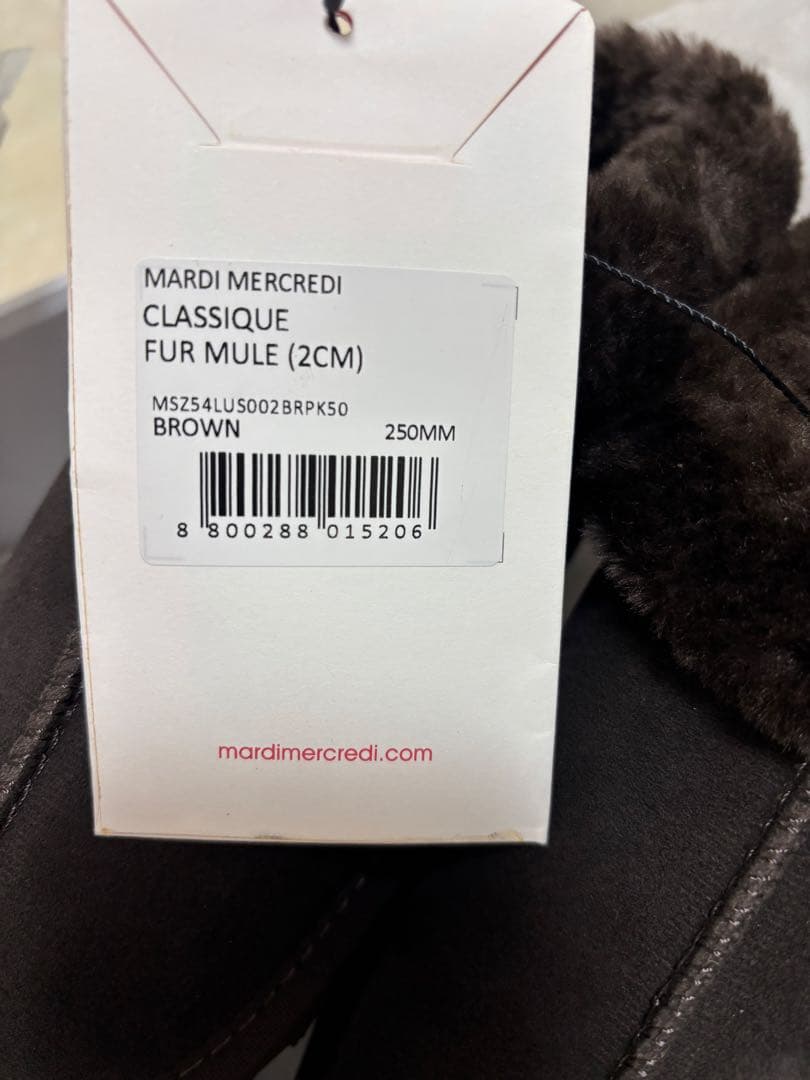 MARDI MERCREDI
CLASSIQUE
FUR MULE (2CM)
MSZ54LUS002BRPK50
BROWN 250MM
8 800288 015206
mardimercredi.com